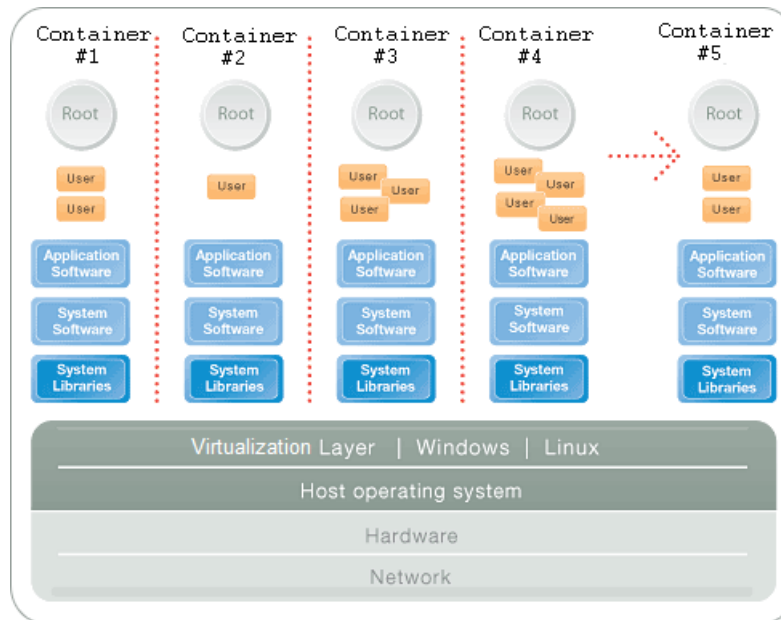 Container
#1
Container
#2
Container
#3
Container
#4
Container
#5
Root
Root
Root
Root
Root
User
User
User
User
User
User
User
User
User
User
User
User
Application
Software
Application
Software
Application
Software
Application
Software
Application
Software
System
Software
System
Software
System
Software
System
Software
System
Software
System
Libraries
System
Libraries
System
Libraries
System
Libraries
System
Libraries
Virtualization Layer | Windows | Linux
Host operating system
Hardware
Network